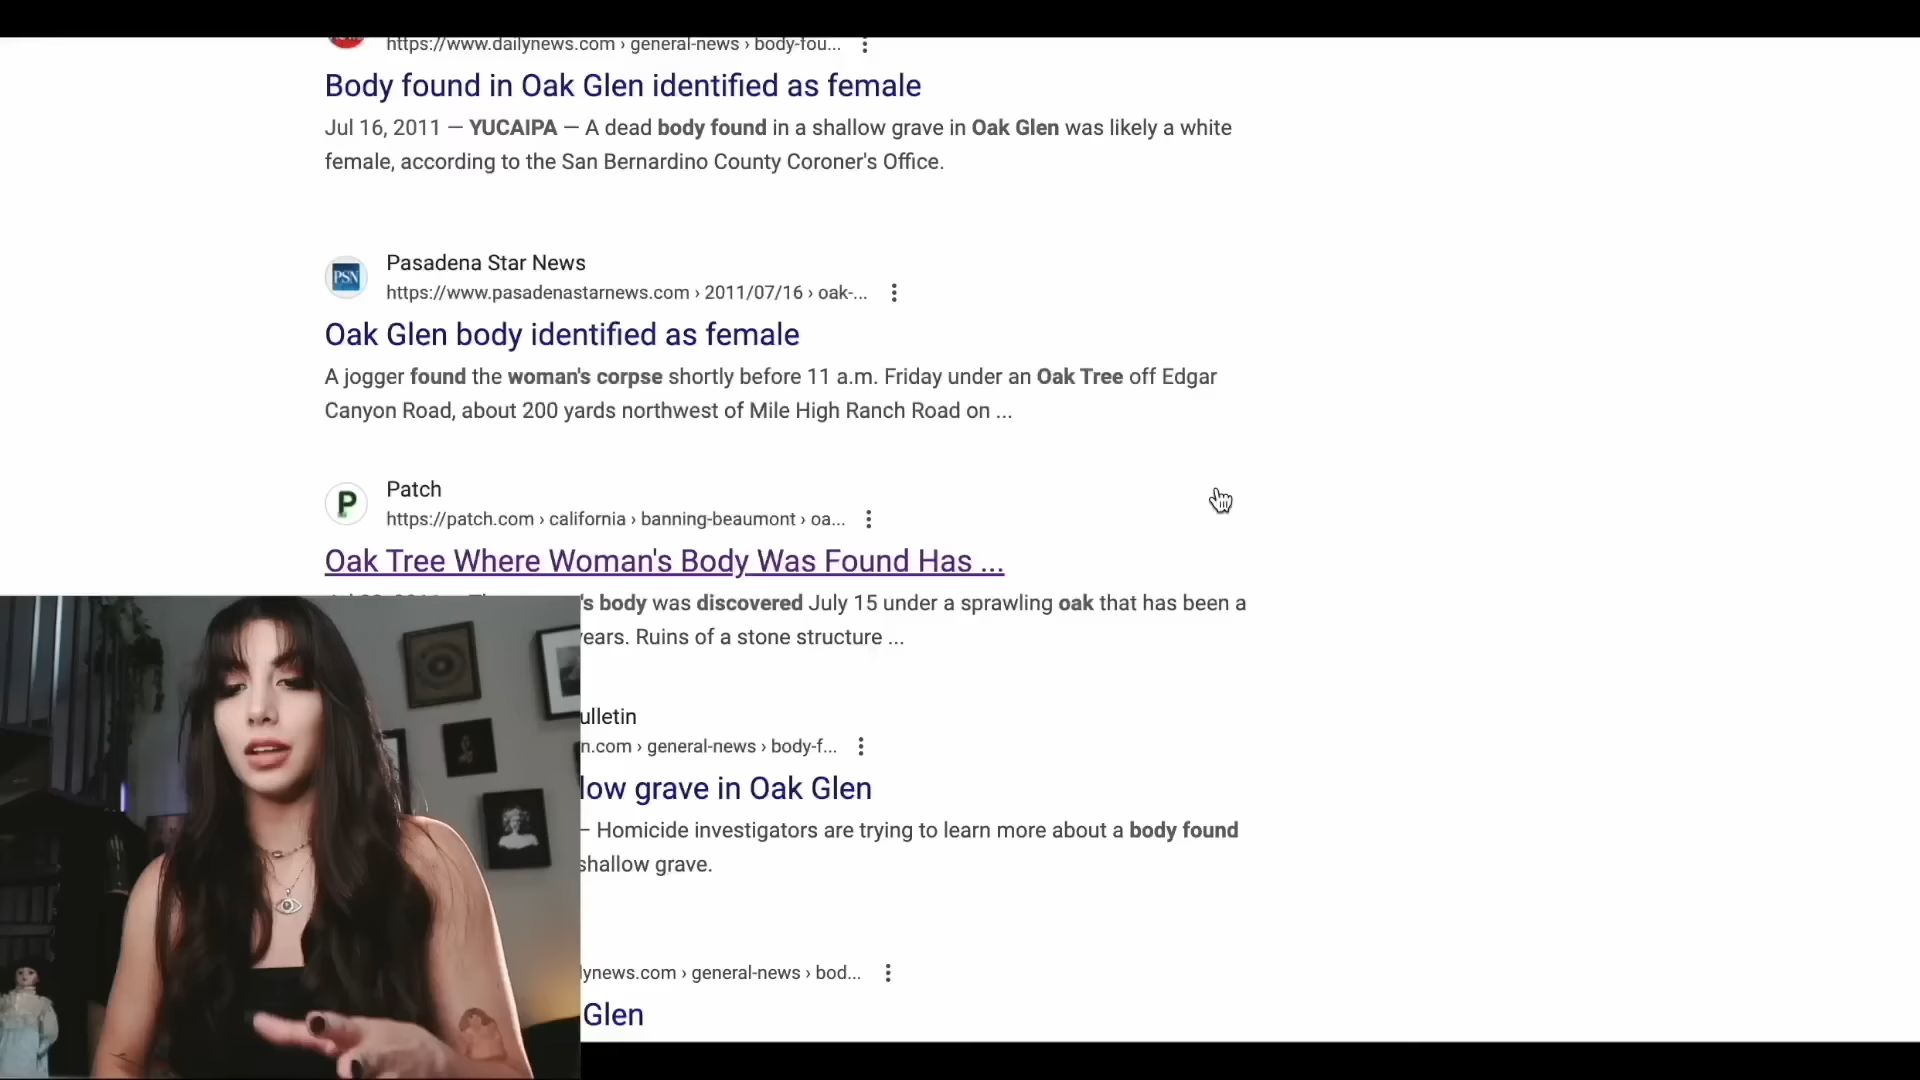 https://www.dailynews.com › general-news › body-fou...
Body found in Oak Glen identified as female
Jul 16, 2011 — YUCAIPA — A dead body found in a shallow grave in Oak Glen was likely a white
female, according to the San Bernardino County Coroner's Office.
PSN
Pasadena Star News
https://www.pasadenastarnews.com › 2011/07/16 › oak-...
Oak Glen body identified as female
A jogger found the woman's corpse shortly before 11 a.m. Friday under an Oak Tree off Edgar
Canyon Road, about 200 yards northwest of Mile High Ranch Road on ...
P
Patch
https://patch.com › california › banning-beaumont › oa...
Oak Tree Where Woman's Body Was Found Has ...
's body was discovered July 15 under a sprawling oak that has been a
ears. Ruins of a stone structure ...
ulletin
n.com › general-news › body-f...
low grave in Oak Glen
– Homicide investigators are trying to learn more about a body found
shallow grave.
lynews.com › general-news › bod...
Glen